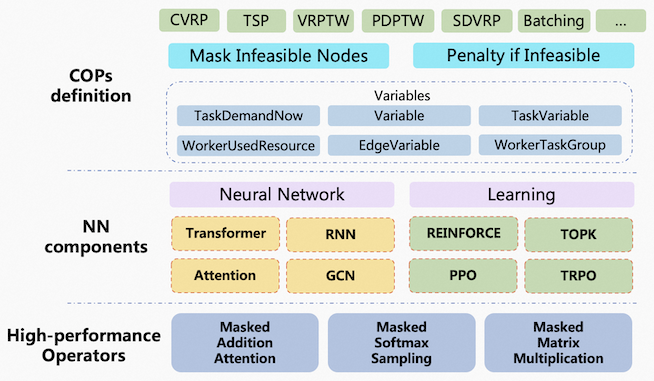 CVRP TSP VRPTW PDPTW SDVRP Batching ...
COPs
definition
Mask Infeasible Nodes Penalty if Infeasible
Variables
TaskDemandNow Variable TaskVariable
WorkerUsedResource EdgeVariable WorkerTaskGroup
NN
components
Neural Network Learning
Transformer RNN REINFORCE TOPK
Attention GCN PPO TRPO
High-performance
Operators
Masked
Addition
Attention
Masked
Softmax
Sampling
Masked
Matrix
Multiplication